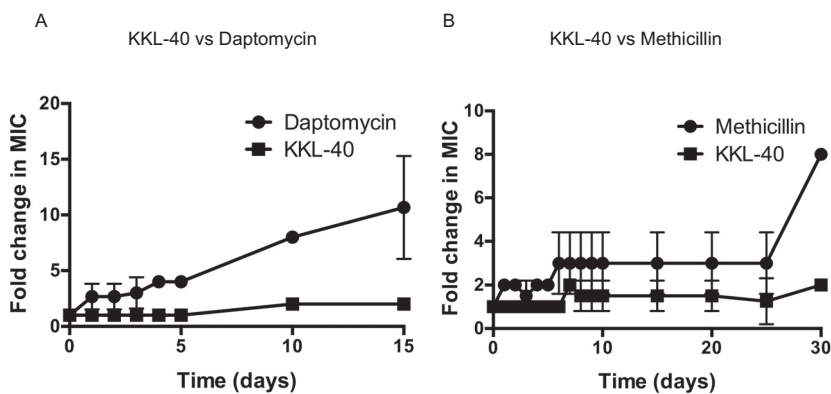 A
KKL-40 vs Daptomycin
Fold change in MIC
20
15
10
5
0
Daptomycin
KKL-40
0 5 10 15
Time (days)
B
KKL-40 vs Methicillin
Fold change in MIC
10
8
6
4
2
0
Methicillin
KKL-40
0 10 20 30
Time (days)